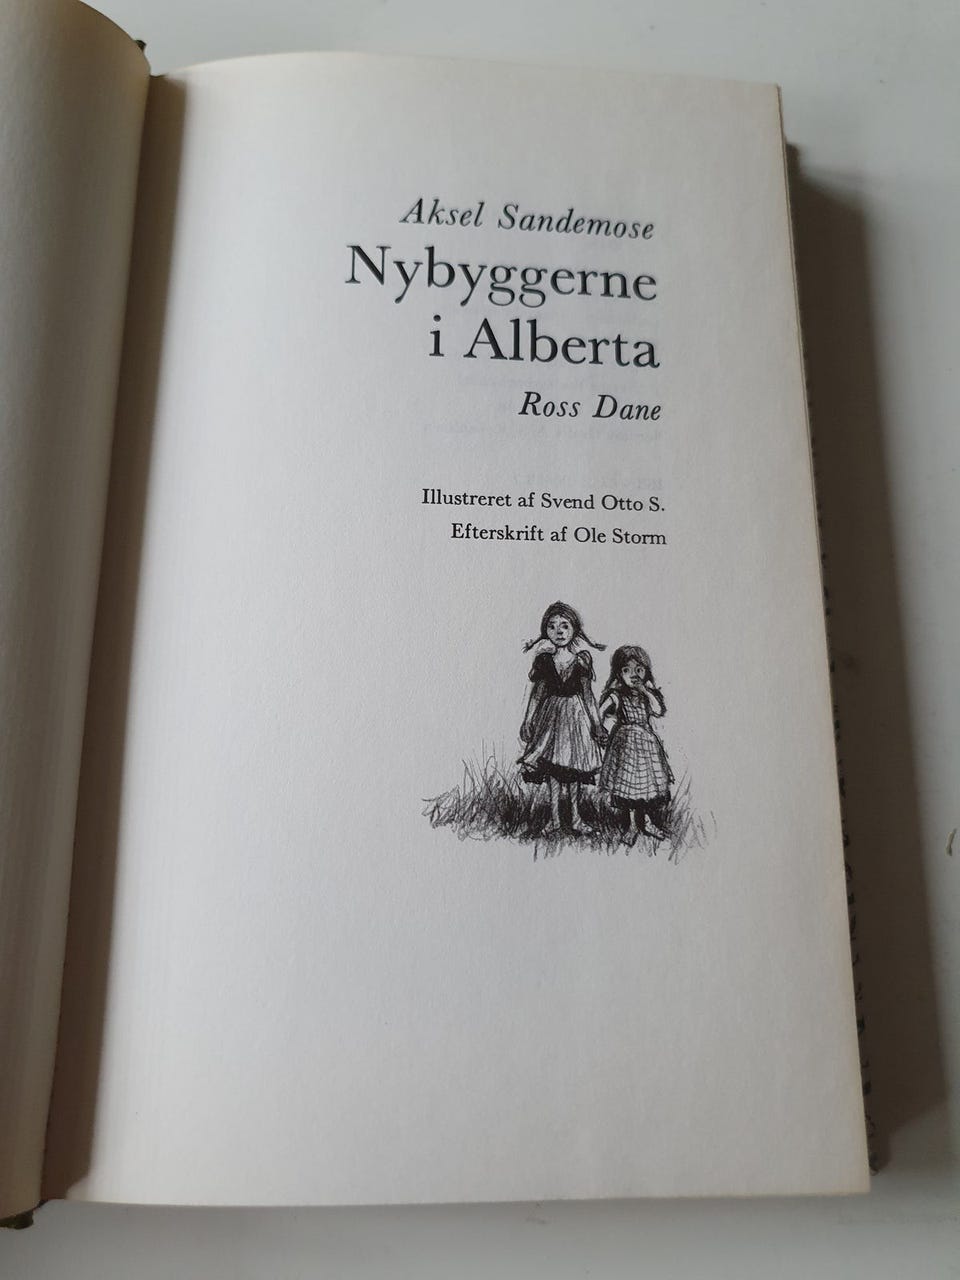 Aksel Sandemose
Nybyggerne
i Alberta
Ross Dane
Illustreret af Svend Otto S.
Efterskrift af Ole Storm